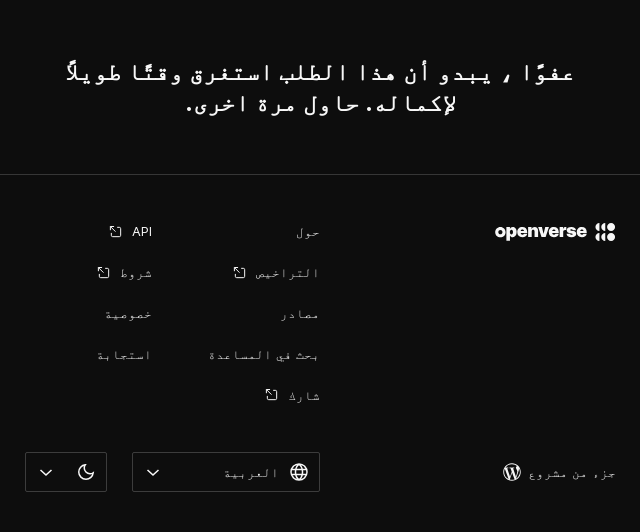 عفوًا ، يبدو أن هذا الطلب استغرق وقتًا طويلاً
لإكماله. حاول مرة اخرى.
openverse
حول
التراخيص
مصادر
بحث في المساعدة
شارك
API
شروط
خصوصية
استجابة
جزء من مشروع
العربية